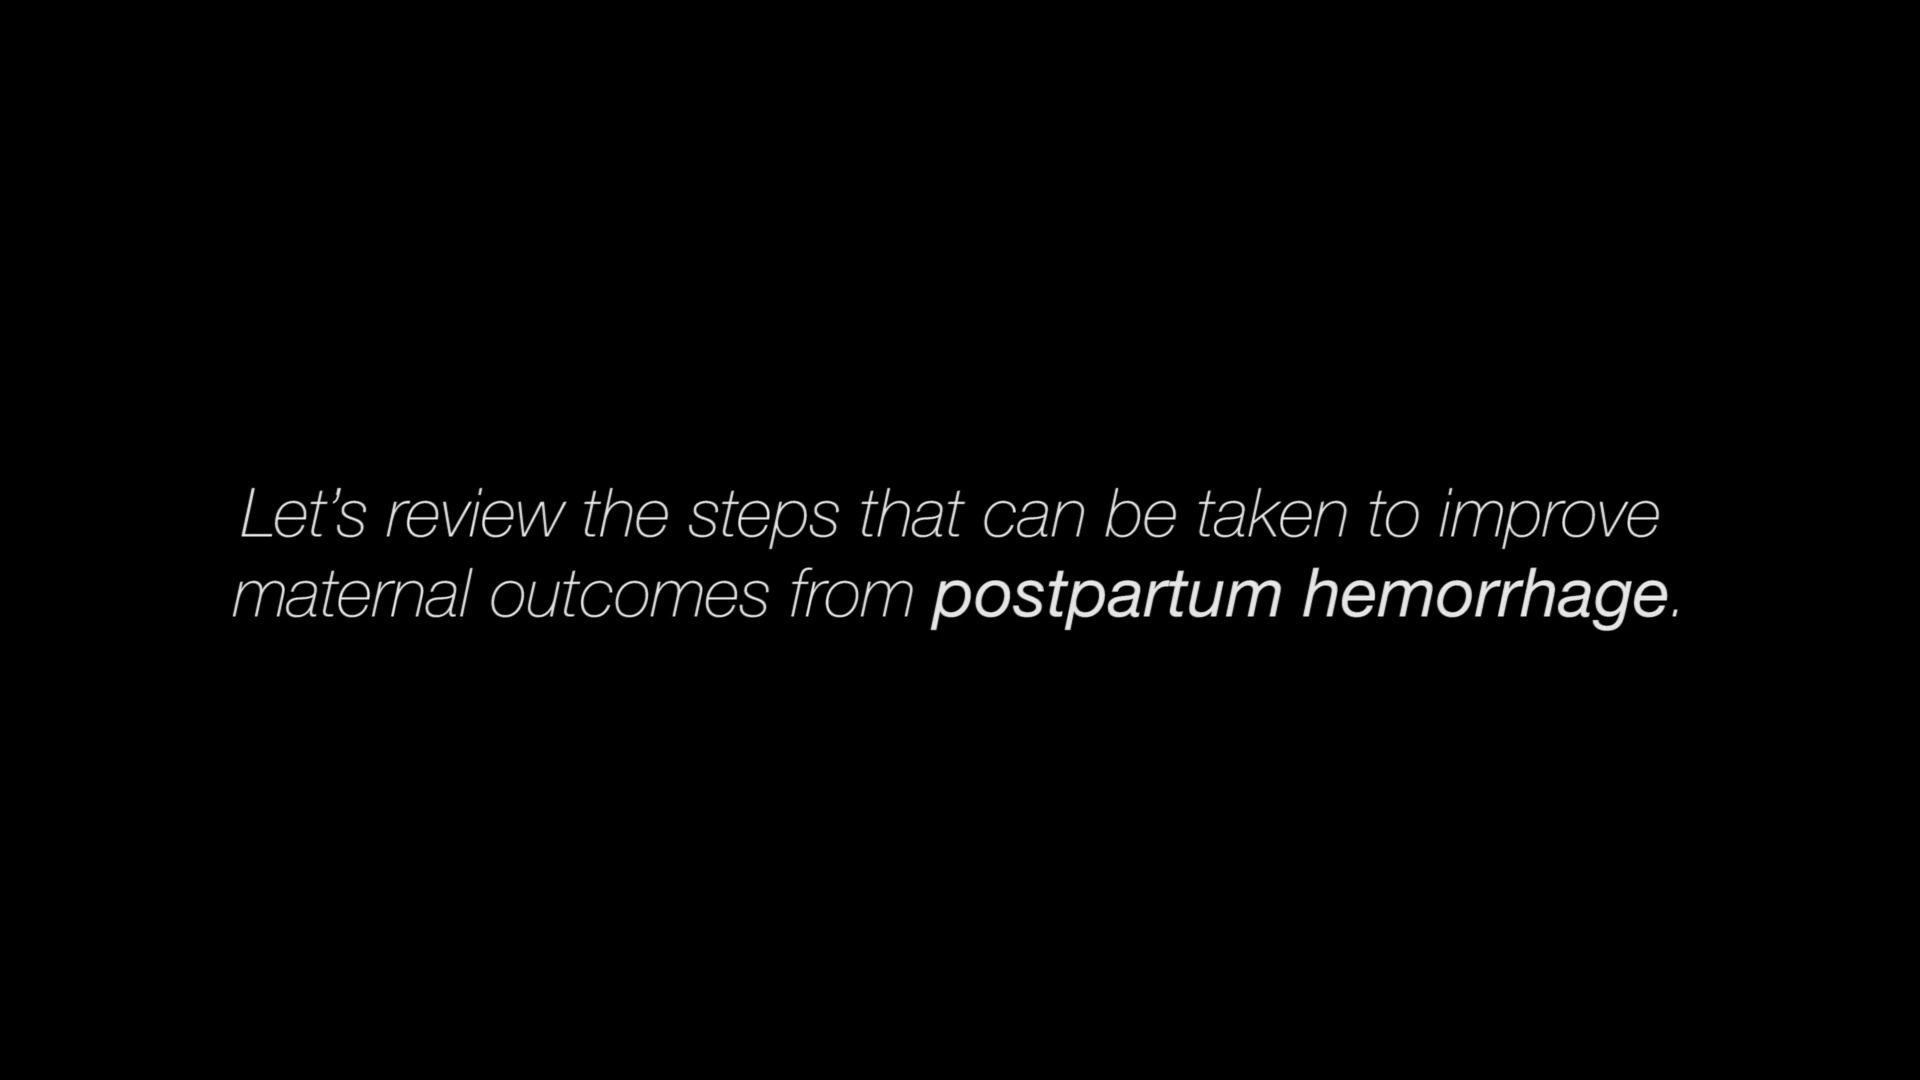 Let’s review the steps that can be taken to improve
maternal outcomes from postpartum hemorrhage.